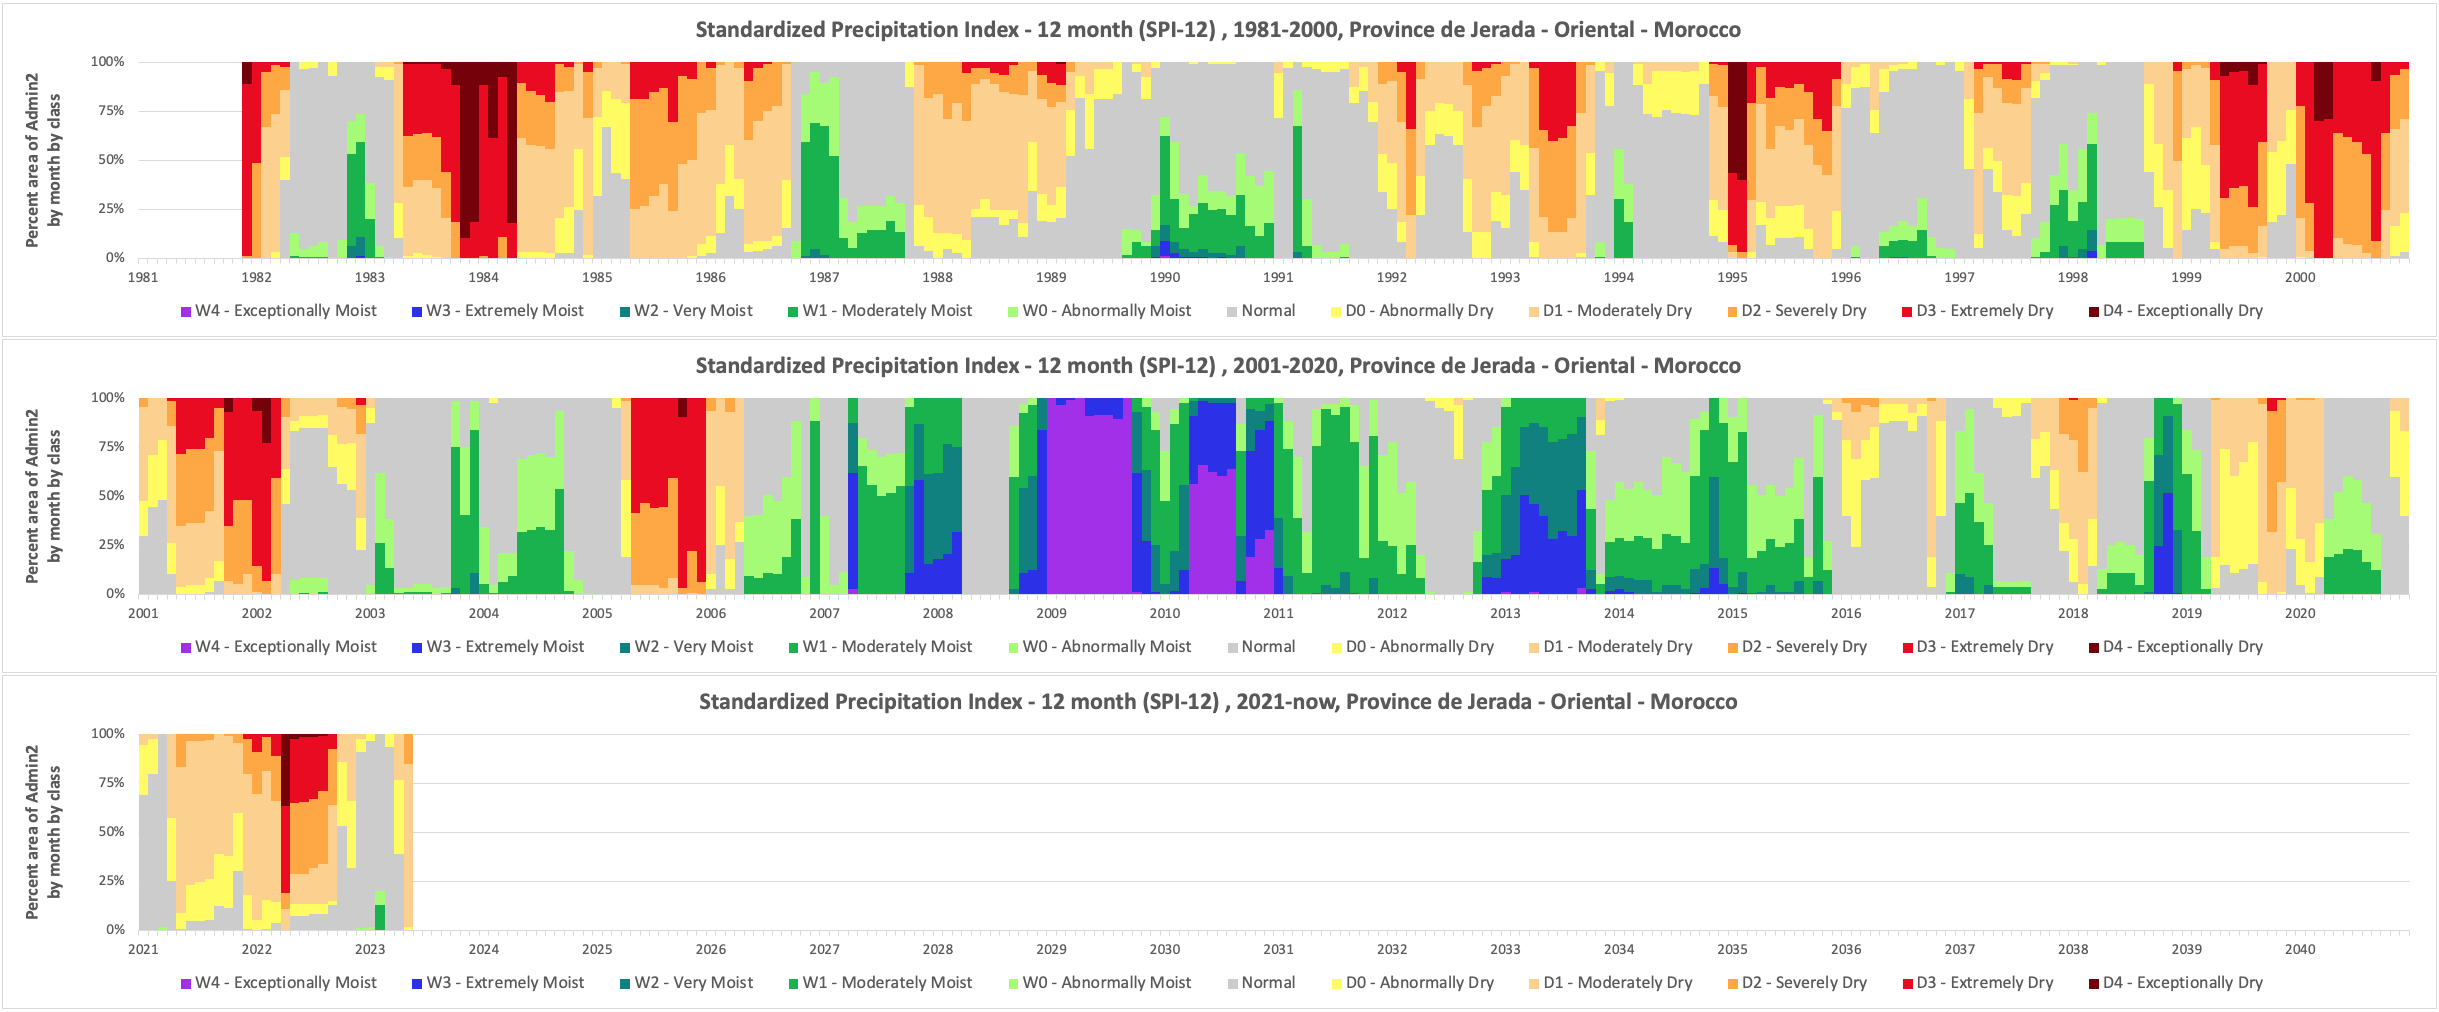 Standardized Precipitation Index - 12 month (SPI-12) , 1981-2000, Province de Jerada - Oriental - Morocco
Percent area of Admin2
by month by class
100%
75%
50%
25%
0%
1981 1982 1983 1984 1985 1986 1987 1988 1989 1990 1991 1992 1993 1994 1995 1996 1997 1998 1999 2000
W4 - Exceptionally Moist W3 - Extremely Moist W2 - Very Moist W1 - Moderately Moist W0 - Abnormally Moist Normal D0 - Abnormally Dry D1 - Moderately Dry D2 - Severely Dry D3 - Extremely Dry D4 - Exceptionally Dry
Standardized Precipitation Index - 12 month (SPI-12) , 2001-2020, Province de Jerada - Oriental - Morocco
Percent area of Admin2
by month by class
100%
75%
50%
25%
0%
2001 2002 2003 2004 2005 2006 2007 2008 2009 2010 2011 2012 2013 2014 2015 2016 2017 2018 2019 2020
W4 - Exceptionally Moist W3 - Extremely Moist W2 - Very Moist W1 - Moderately Moist W0 - Abnormally Moist Normal D0 - Abnormally Dry D1 - Moderately Dry D2 - Severely Dry D3 - Extremely Dry D4 - Exceptionally Dry
Standardized Precipitation Index - 12 month (SPI-12) , 2021-now, Province de Jerada - Oriental - Morocco
Percent area of Admin2
by month by class
100%
75%
50%
25%
0%
2021 2022 2023 2024 2025 2026 2027 2028 2029 2030 2031 2032 2033 2034 2035 2036 2037 2038 2039 2040
W4 - Exceptionally Moist W3 - Extremely Moist W2 - Very Moist W1 - Moderately Moist W0 - Abnormally Moist Normal D0 - Abnormally Dry D1 - Moderately Dry D2 - Severely Dry D3 - Extremely Dry D4 - Exceptionally Dry